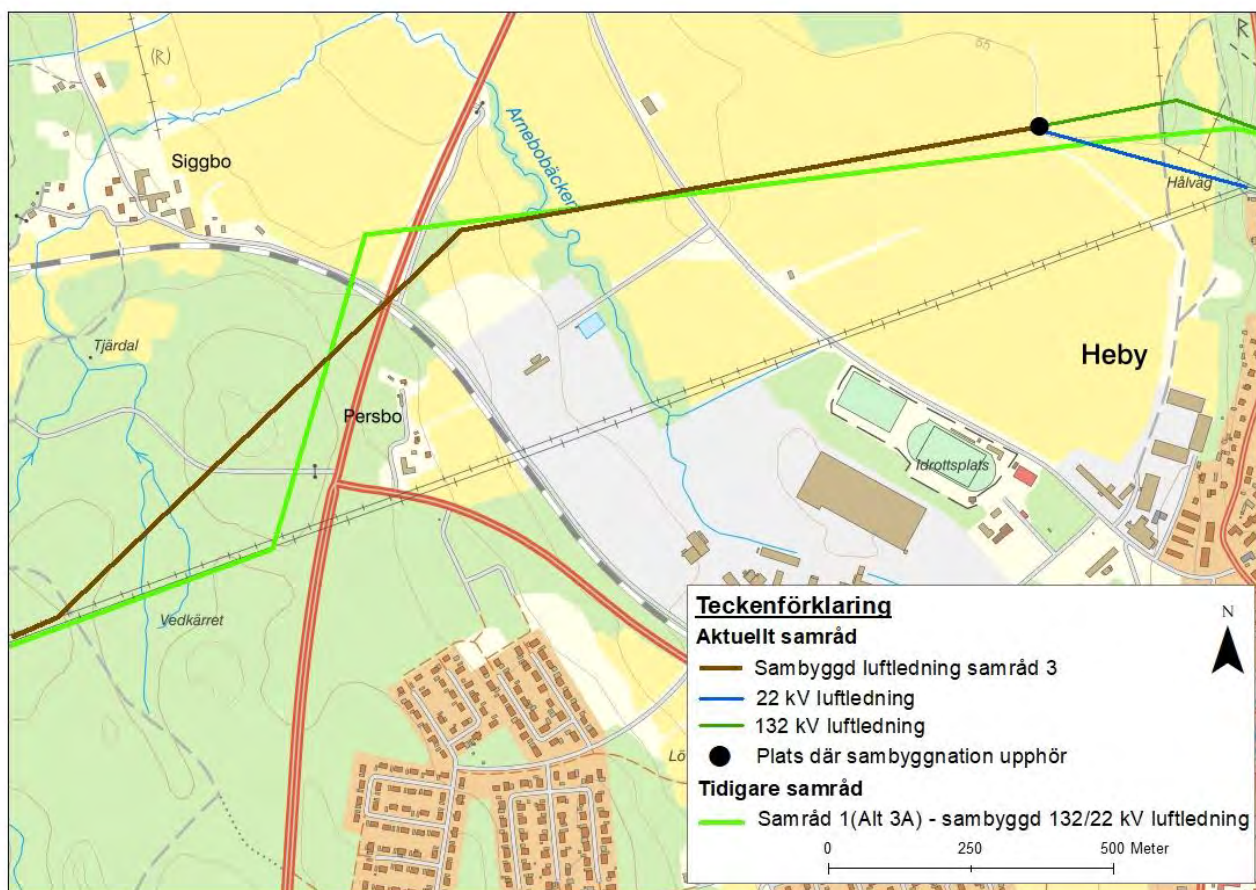 (R)
R
55
Siggbo
Arnebobäcken
Hålväg
Tjärdal
Heby
Persbo
Idrottsplats
Vedkärret
Lö
Teckenförklaring
Aktuellt samråd
Sambyggd luftledning samråd 3
22 kV luftledning
132 kV luftledning
Plats där sambyggnation upphör
Tidigare samråd
Samråd 1(Alt 3A) - sambyggd 132/22 kV luftledning
N
0 250 500 Meter